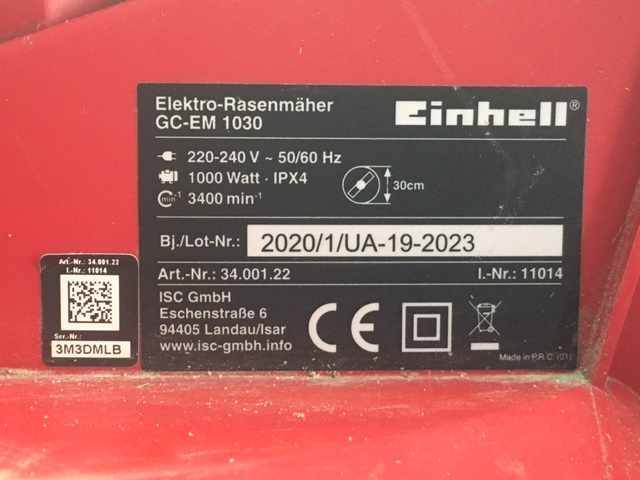 Elektro-Rasenmäher
GC-EM 1030
Einhell®
220-240 V ~ 50/60 Hz
1000 Watt · IPX4
min⁻¹ 3400 min⁻¹
30cm
Bj./Lot-Nr.: 2020/1/UA-19-2023
Art.-Nr.: 34.001.22 I.-Nr.: 11014
ISC GmbH
Eschenstraße 6
94405 Landau/Isar
www.isc-gmbh.info
CE
Made in P.R.C. (01)
Art.-Nr.: 34.001.22
I.-Nr.: 11014
Ser.-Nr.:
3M3DMLB